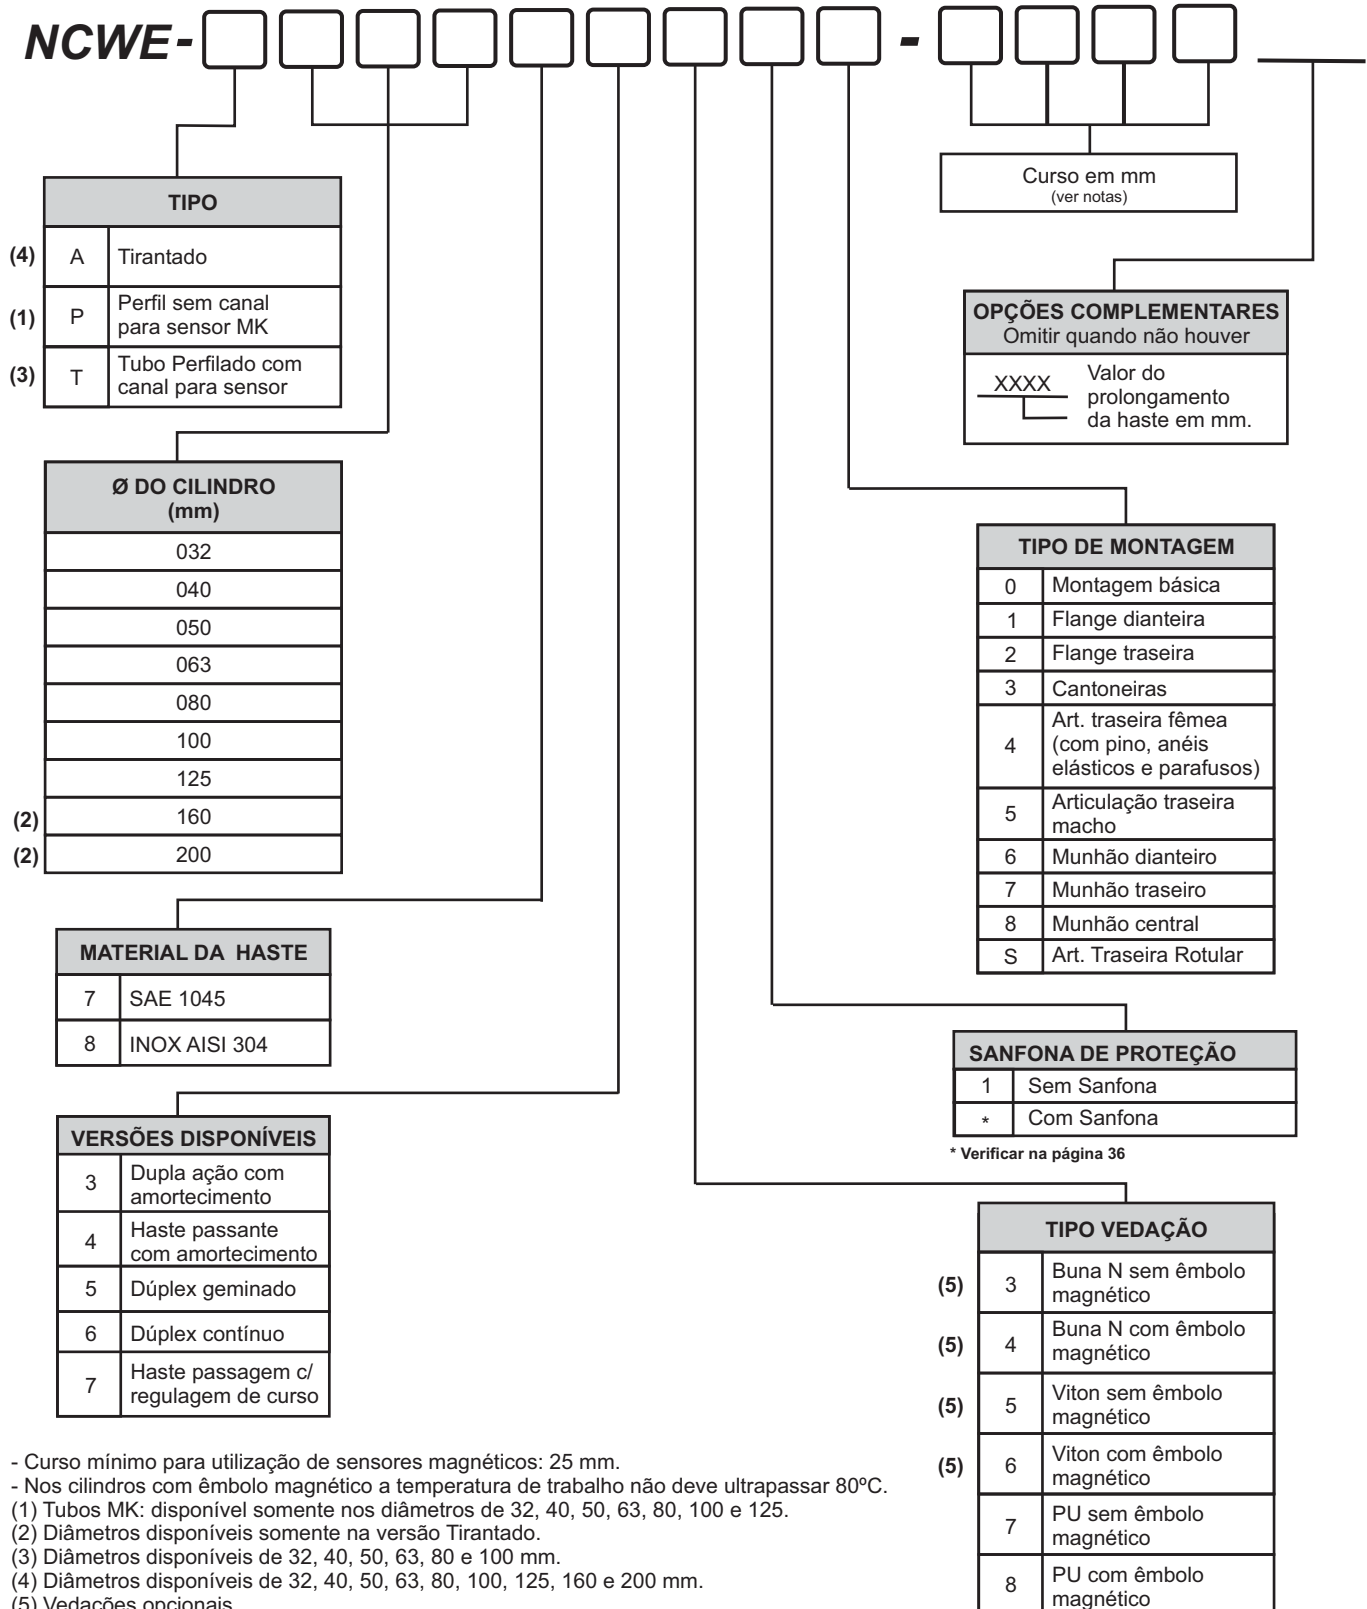 NCWE- -
TIPO
(4) A Tirantado
(1) P Perfil sem canal
para sensor MK
(3) T Tubo Perfilado com
canal para sensor
Ø DO CILINDRO
(mm)
032
040
050
063
080
100
125
(2) 160
(2) 200
MATERIAL DA HASTE
7 SAE 1045
8 INOX AISI 304
VERSÕES DISPONÍVEIS
3 Dupla ação com
amortecimento
4 Haste passante
com amortecimento
5 Dúplex geminado
6 Dúplex contínuo
7 Haste passagem c/
regulagem de curso
Curso em mm
(ver notas)
OPÇÕES COMPLEMENTARES
Omitir quando não houver
XXXX Valor do
prolongamento
da haste em mm.
TIPO DE MONTAGEM
0 Montagem básica
1 Flange dianteira
2 Flange traseira
3 Cantoneiras
4 Art. traseira fêmea
(com pino, anéis
elásticos e parafusos)
5 Articulação traseira
macho
6 Munhão dianteiro
7 Munhão traseiro
8 Munhão central
S Art. Traseira Rotular
SANFONA DE PROTEÇÃO
1 Sem Sanfona
* Com Sanfona
* Verificar na página 36
TIPO VEDAÇÃO
(5) 3 Buna N sem êmbolo
magnético
(5) 4 Buna N com êmbolo
magnético
(5) 5 Viton sem êmbolo
magnético
(5) 6 Viton com êmbolo
magnético
7 PU sem êmbolo
magnético
8 PU com êmbolo
magnético
- Curso mínimo para utilização de sensores magnéticos: 25 mm.
- Nos cilindros com êmbolo magnético a temperatura de trabalho não deve ultrapassar 80ºC.
(1) Tubos MK: disponível somente nos diâmetros de 32, 40, 50, 63, 80, 100 e 125.
(2) Diâmetros disponíveis somente na versão Tirantado.
(3) Diâmetros disponíveis de 32, 40, 50, 63, 80 e 100 mm.
(4) Diâmetros disponíveis de 32, 40, 50, 63, 80, 100, 125, 160 e 200 mm.
(5) Vedações opcionais